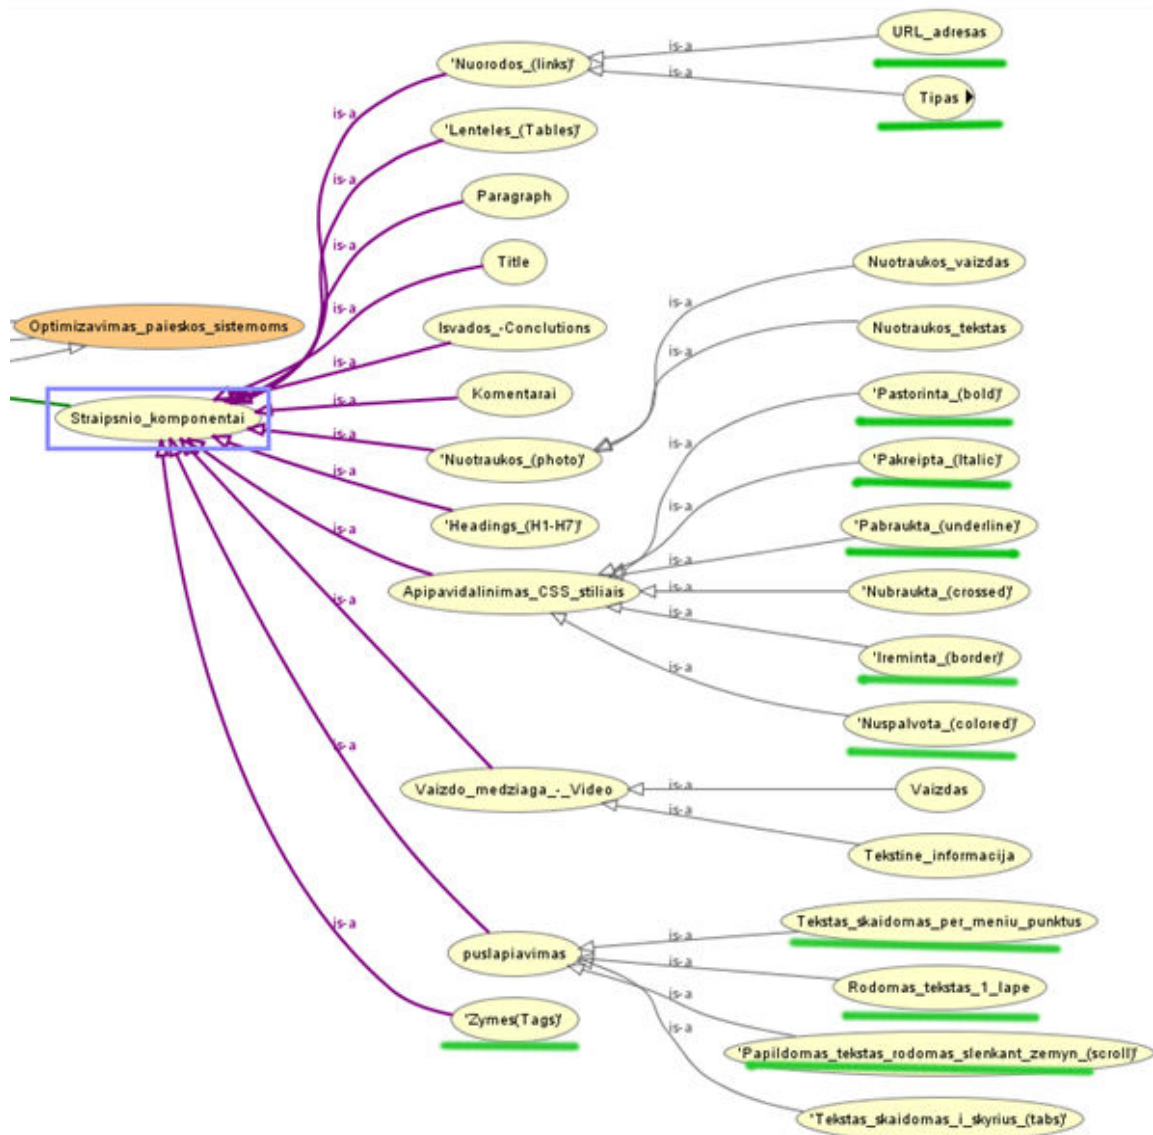 URL_adresas
'Nuorodos_(links)'
is-a
is-a
Tipas
is-a
'Lenteles_(Tables)'
is-a
Paragraph
is-a
Title
Nuotraukos_vaizdas
is-a
is-a
Optimizavimas_paieskos_sistemoms
Isvados_-Conclutions
Nuotraukos_tekstas
is-a
is-a
Komentarai
'Pastorinta_(bold)'
is-a
is-a
Straipsnio_komponentai
is-a
'Nuotraukos_(photo)'
'Pakreipta_(Italic)'
is-a
is-a
'Headings_(H1-H7)'
'Pabraukta_(underline)'
is-a
is-a
Apipavidalinimas_CSS_stiliais
is-a
'Nubraukta_(crossed)'
is-a
'Ireminta_(border)'
is-a
'Nuspalvota_(colored)'
is-a
Vaizdo_medziaga_-_Video
is-a
Vaizdas
is-a
Tekstine_informacija
is-a
Tekstas_skaidomas_per_meniu_punktus
is-a
puslapiavimas
is-a
Rodomas_tekstas_1_lape
is-a
'Zymes(Tags)'
is-a
'Papildomas_tekstas_rodomas_slenkant_zemyn_(scroll)'
'Tekstas_skaidomas_i_skyrius_(tabs)'